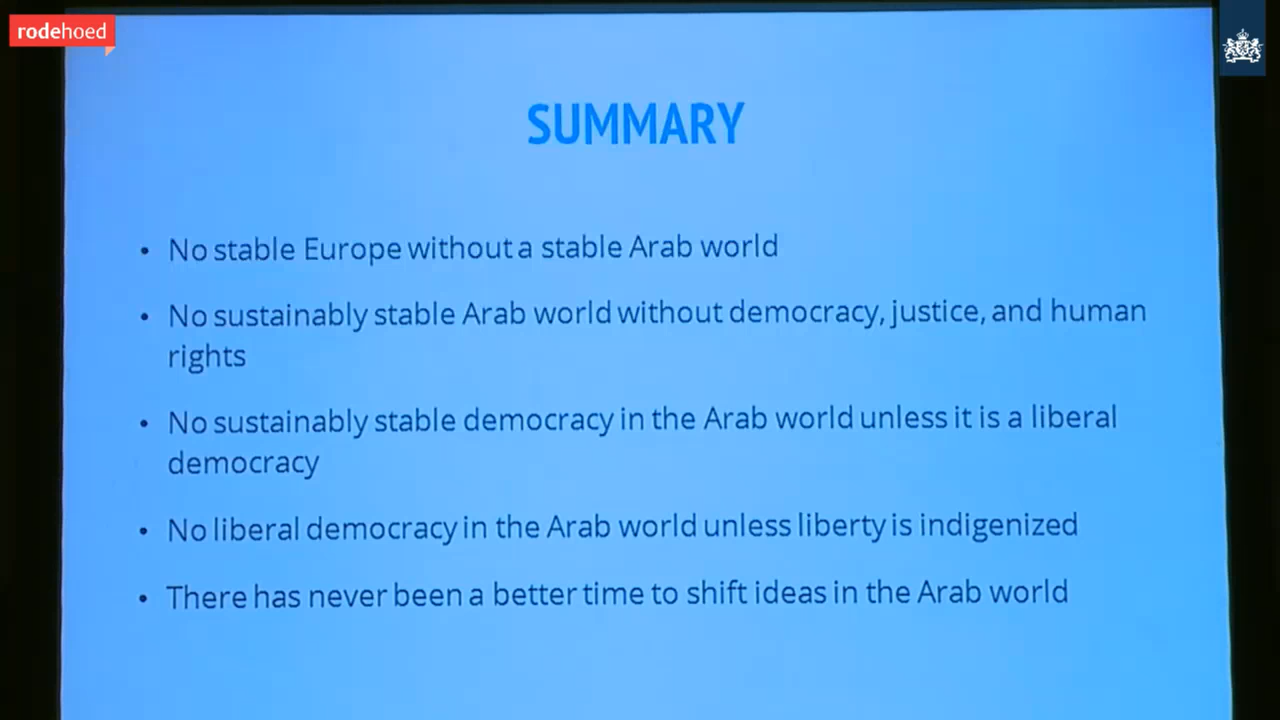 rodehoed
SUMMARY
• No stable Europe without a stable Arab world
• No sustainably stable Arab world without democracy, justice, and human
rights
• No sustainably stable democracy in the Arab world unless it is a liberal
democracy
• No liberal democracy in the Arab world unless liberty is indigenized
• There has never been a better time to shift ideas in the Arab world